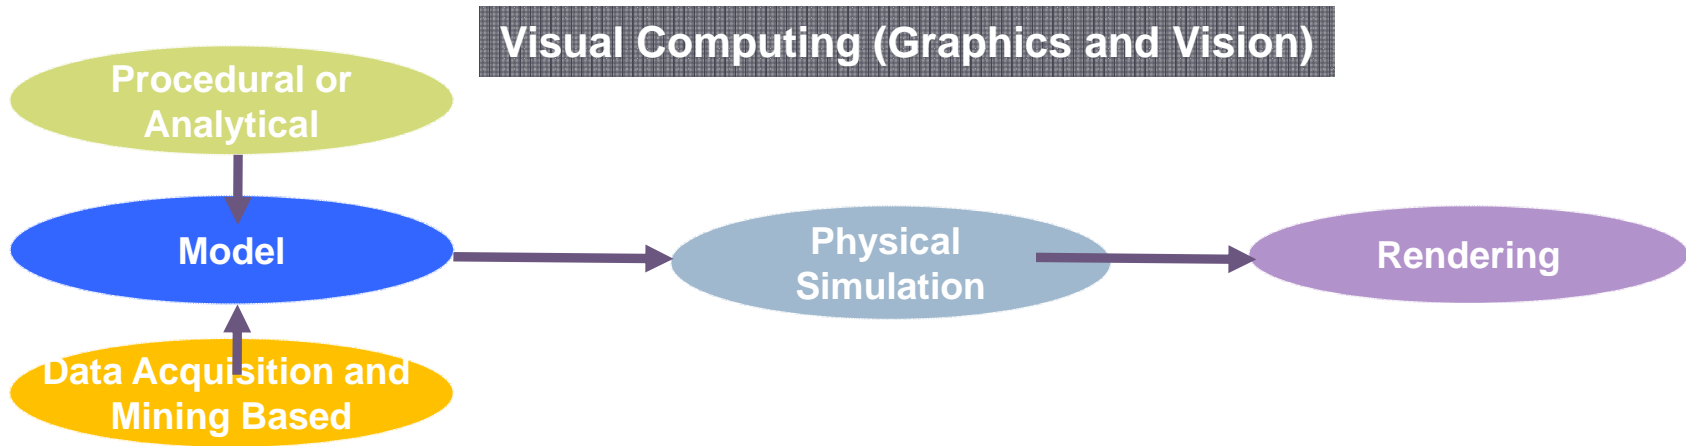 Visual Computing (Graphics and Vision)
Procedural or
Analytical
Model
Physical
Simulation
Rendering
Data Acquisition and
Mining Based